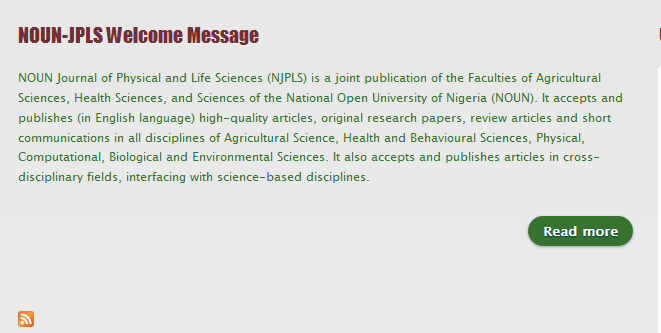 NOUN-JPLS Welcome Message
NOUN Journal of Physical and Life Sciences (NJPLS) is a joint publication of the Faculties of Agricultural
Sciences, Health Sciences, and Sciences of the National Open University of Nigeria (NOUN). It accepts and
publishes (in English language) high-quality articles, original research papers, review articles and short
communications in all disciplines of Agricultural Science, Health and Behavioural Sciences, Physical,
Computational, Biological and Environmental Sciences. It also accepts and publishes articles in cross-
disciplinary fields, interfacing with science-based disciplines.
Read more